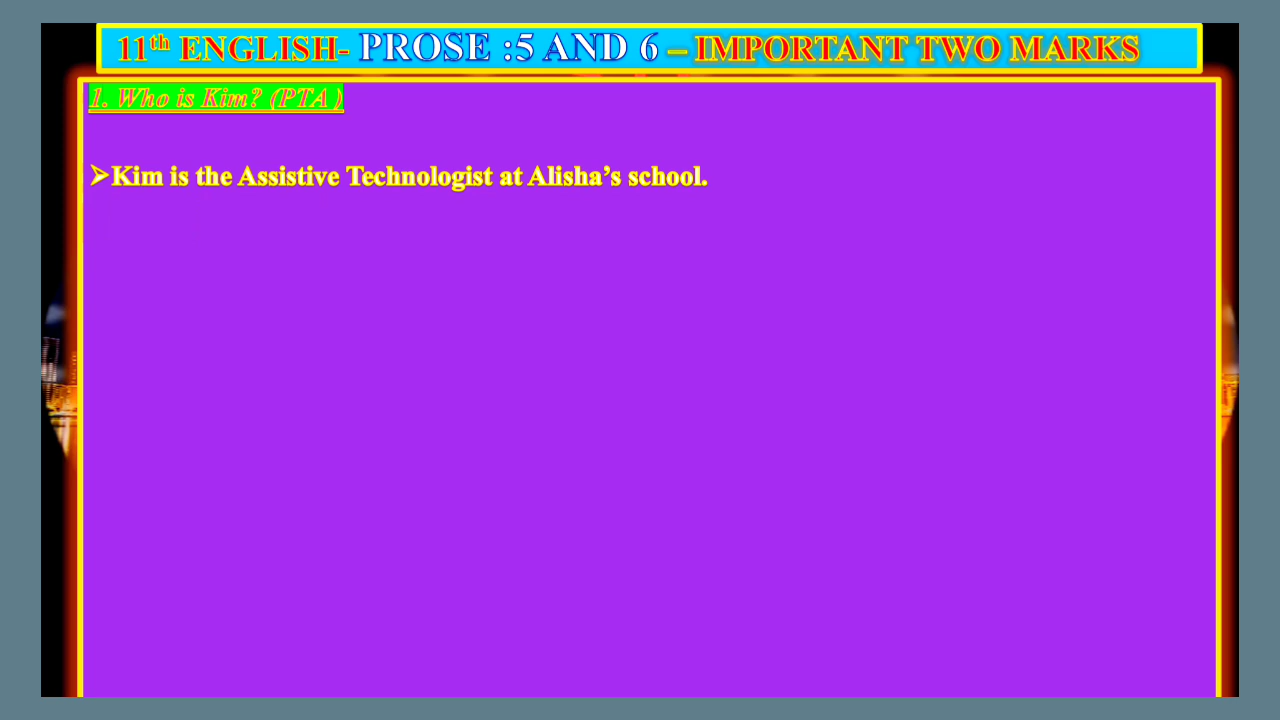 11th ENGLISH- PROSE :5 AND 6 – IMPORTANT TWO MARKS
1. Who is Kim? (PTA )
➢Kim is the Assistive Technologist at Alisha’s school.